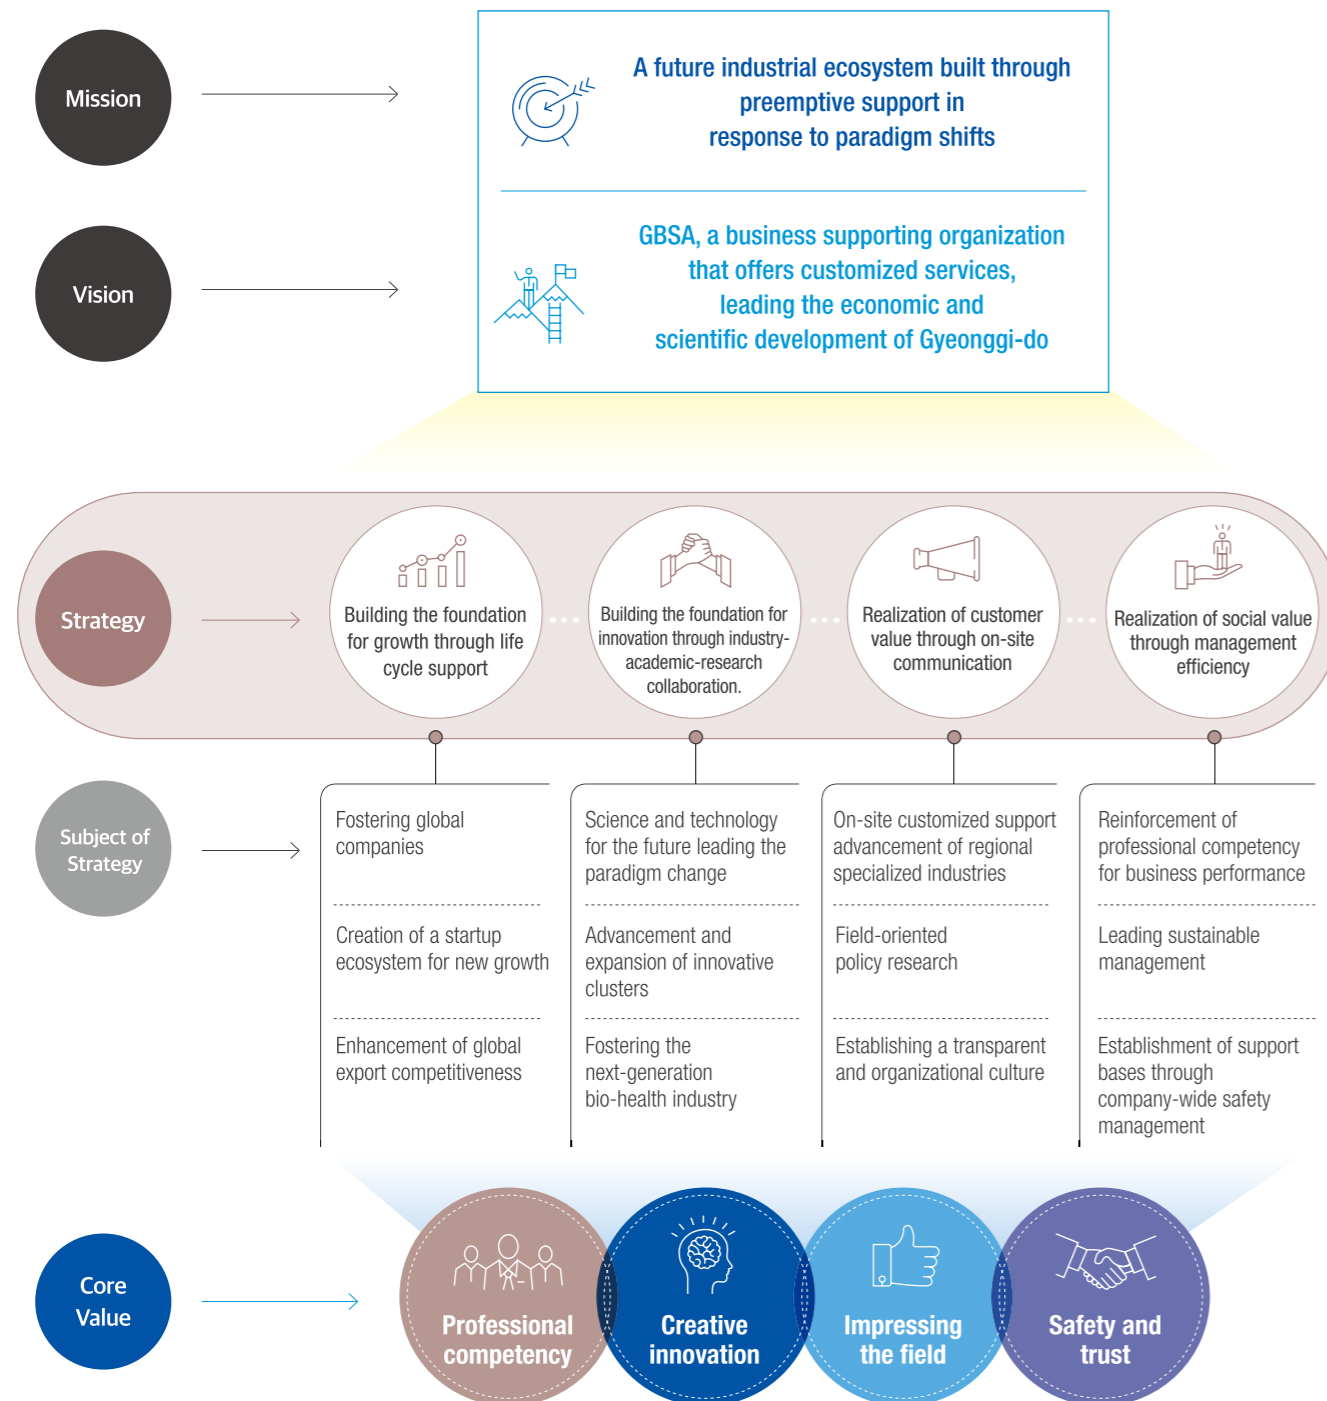 Mission
A future industrial ecosystem built through
preemptive support in
response to paradigm shifts
Vision
GBSA, a business supporting organization
that offers customized services,
leading the economic and
scientific development of Gyeonggi-do
Strategy
Building the foundation
for growth through life
cycle support
Building the foundation for
innovation through industry-
academic-research
collaboration.
Realization of customer
value through on-site
communication
Realization of social value
through management
efficiency
Subject of
Strategy
Fostering global
companies
Creation of a startup
ecosystem for new growth
Enhancement of global
export competitiveness
Science and technology
for the future leading the
paradigm change
Advancement and
expansion of innovative
clusters
Fostering the
next-generation
bio-health industry
On-site customized support
advancement of regional
specialized industries
Field-oriented
policy research
Establishing a transparent
and organizational culture
Reinforcement of
professional competency
for business performance
Leading sustainable
management
Establishment of support
bases through
company-wide safety
management
Core
Value
Professional
competency
Creative
innovation
Impressing
the field
Safety and
trust